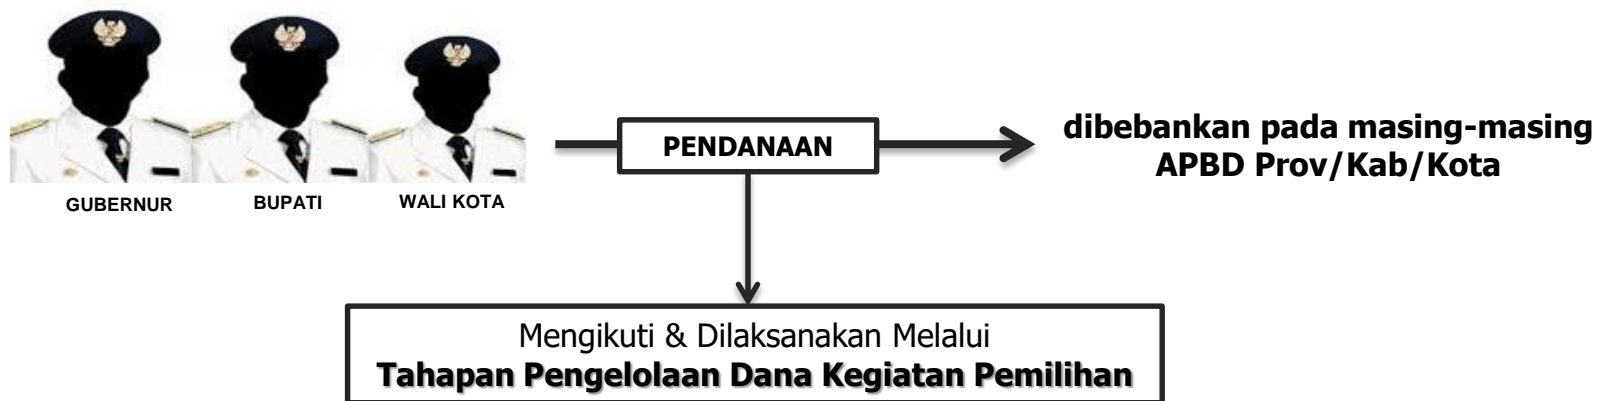 GUBERNUR
BUPATI
WALI KOTA
PENDANAAN
dibebankan pada masing-masing
APBD Prov/Kab/Kota
Mengikuti & Dilaksanakan Melalui
Tahapan Pengelolaan Dana Kegiatan Pemilihan